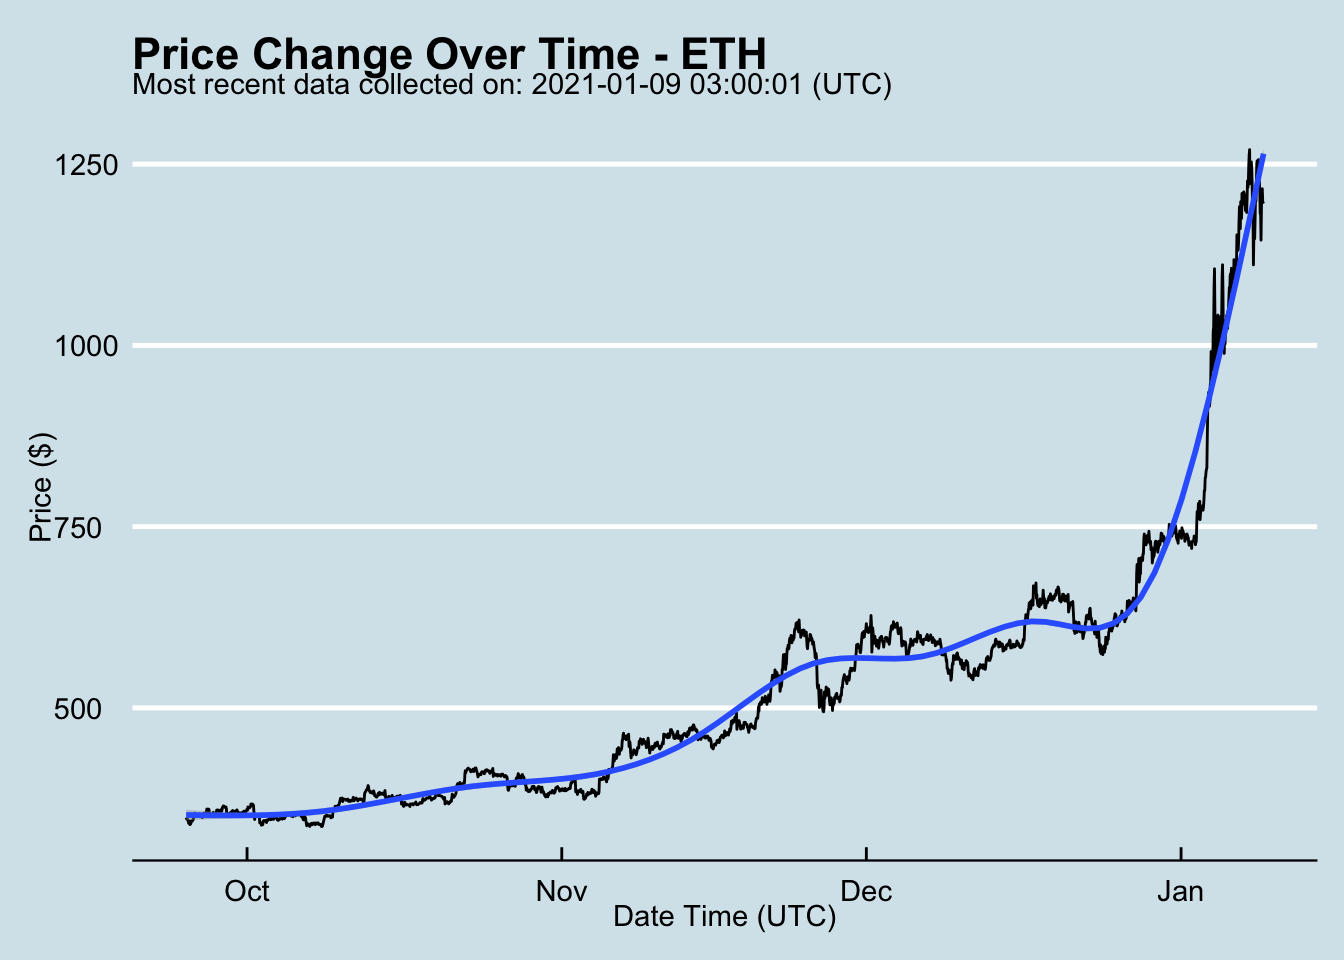 Price Change Over Time - ETH
Most recent data collected on: 2021-01-09 03:00:01 (UTC)
1250
1000
750
500
Price ($)
Oct
Nov
Dec
Jan
Date Time (UTC)